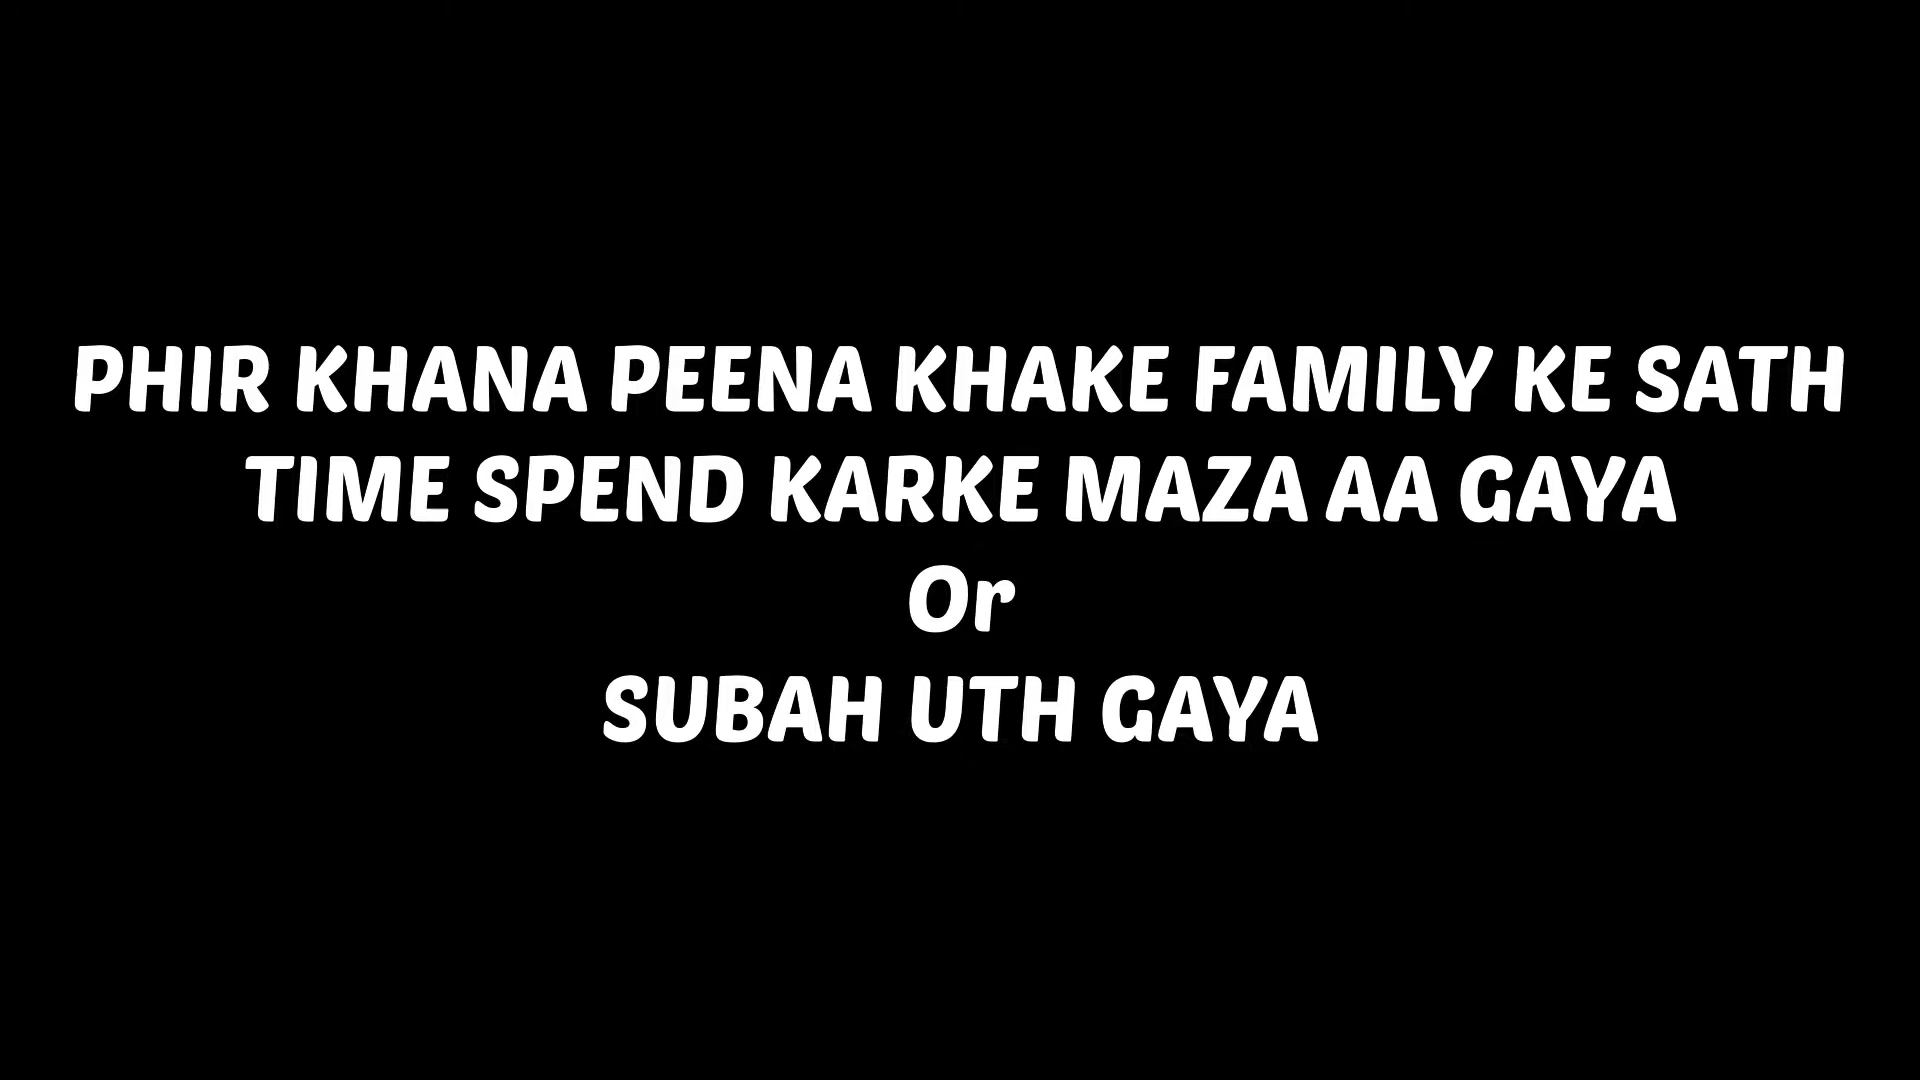 PHIR KHANA PEENA KHAKE FAMILY KE SATH
TIME SPEND KARKE MAZA AA GAYA
Or
SUBAH UTH GAYA